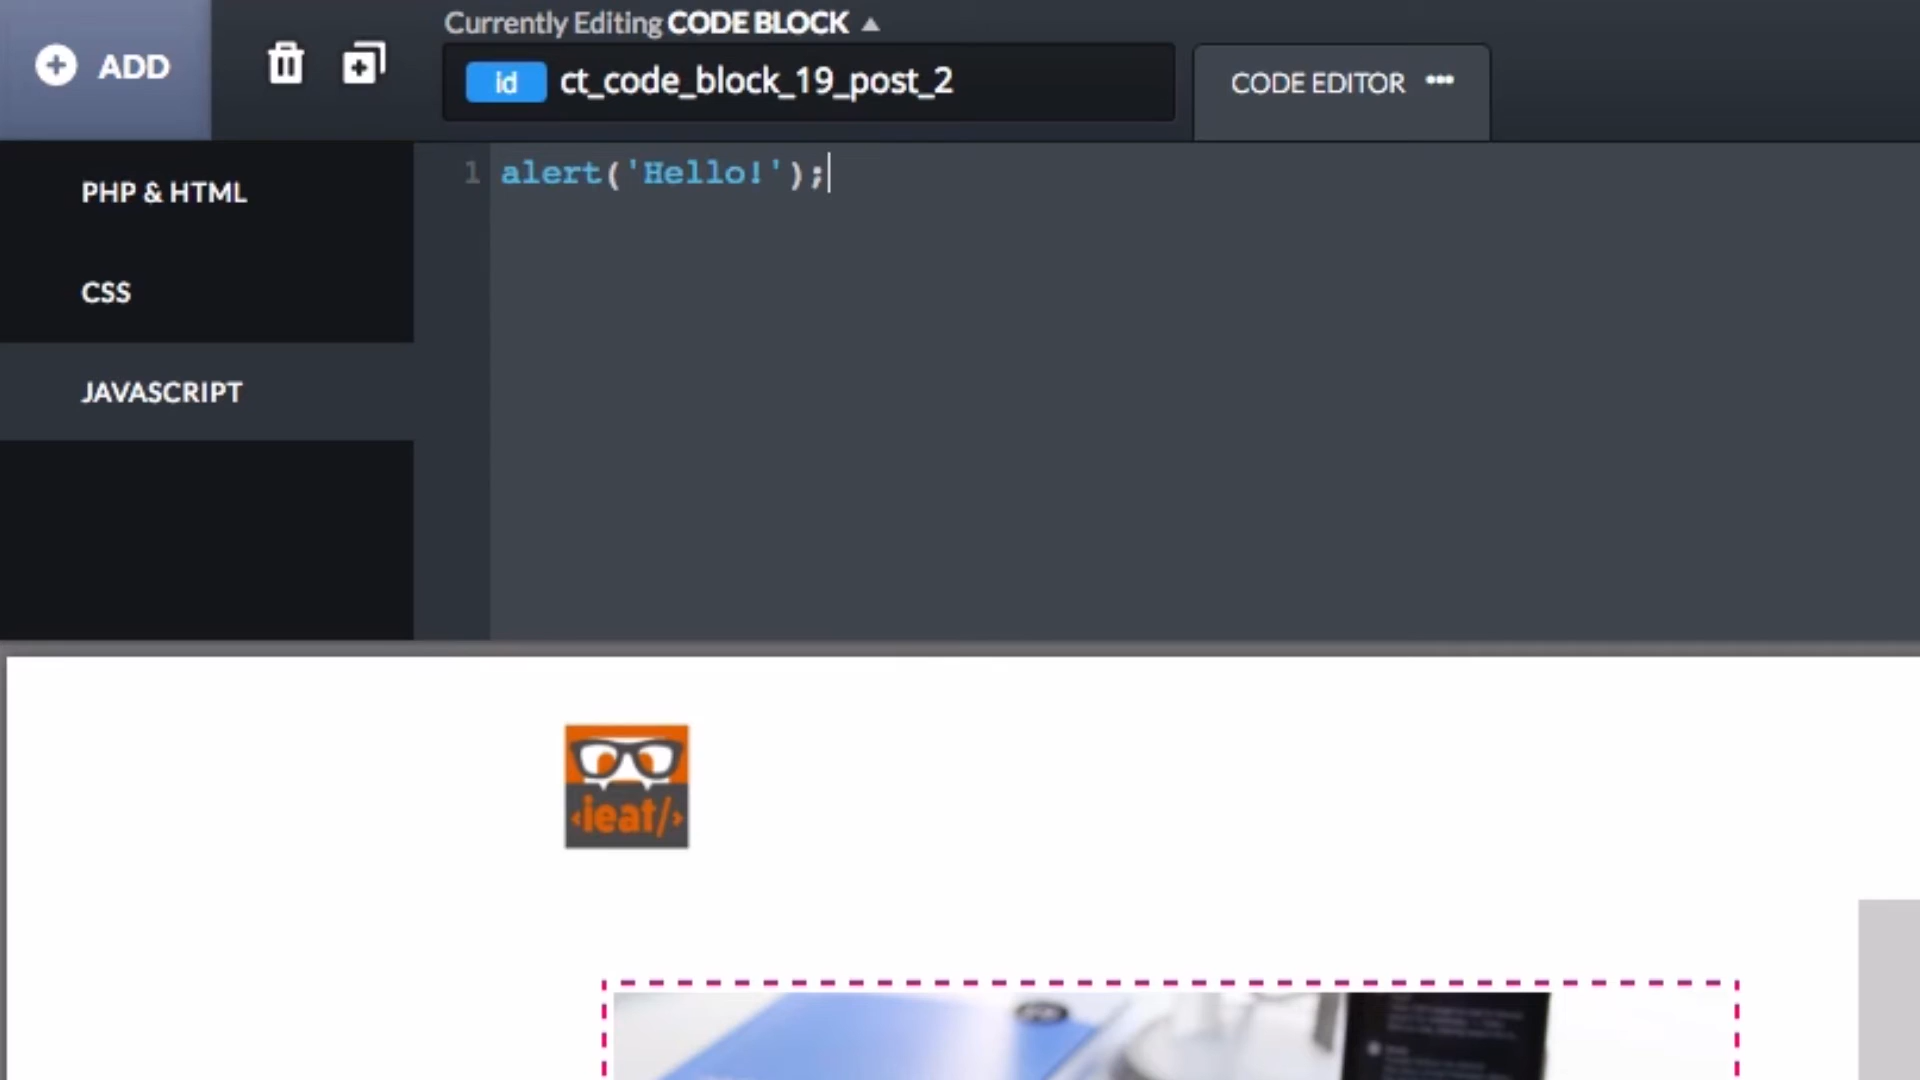 Currently Editing CODE BLOCK
ADD
id ct_code_block_19_post_2
CODE EDITOR •••
PHP & HTML
CSS
JAVASCRIPT
1 alert('Hello!');
<ieat/>